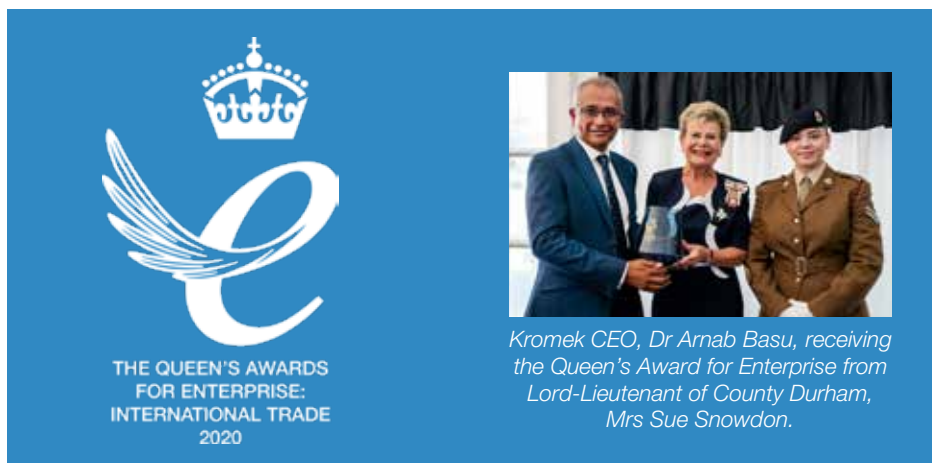 THE QUEEN'S AWARDS
FOR ENTERPRISE:
INTERNATIONAL TRADE
2020
Kromek CEO, Dr Arnab Basu, receiving
the Queen's Award for Enterprise from
Lord-Lieutenant of County Durham,
Mrs Sue Snowdon.